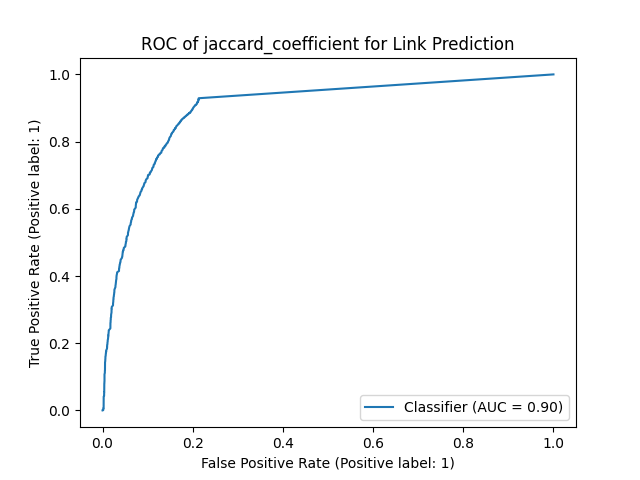 ROC of jaccard_coefficient for Link Prediction
True Positive Rate (Positive label: 1)
1.0
0.8
0.6
0.4
0.2
0.0
Classifier (AUC = 0.90)
0.0 0.2 0.4 0.6 0.8 1.0
False Positive Rate (Positive label: 1)